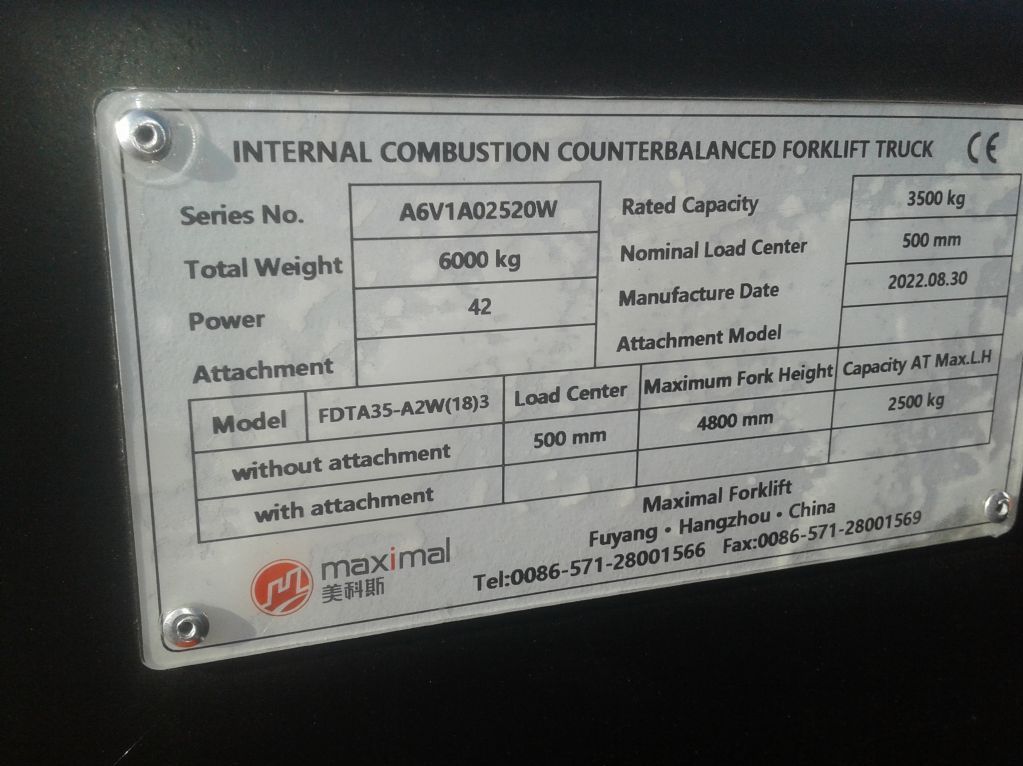 INTERNAL COMBUSTION COUNTERBALANCED FORKLIFT TRUCK CE
Series No. A6V1A02520W
Total Weight 6000 kg
Power 42
Attachment
Rated Capacity 3500 kg
Nominal Load Center 500 mm
Manufacture Date 2022.08.30
Attachment Model
Model FDTA35-A2W(18)3 Load Center Maximum Fork Height Capacity AT Max.L.H
without attachment 500 mm 4800 mm 2500 kg
with attachment
maximal
美科斯
Maximal Forklift
Fuyang • Hangzhou • China
Tel:0086-571-28001566 Fax:0086-571-28001569